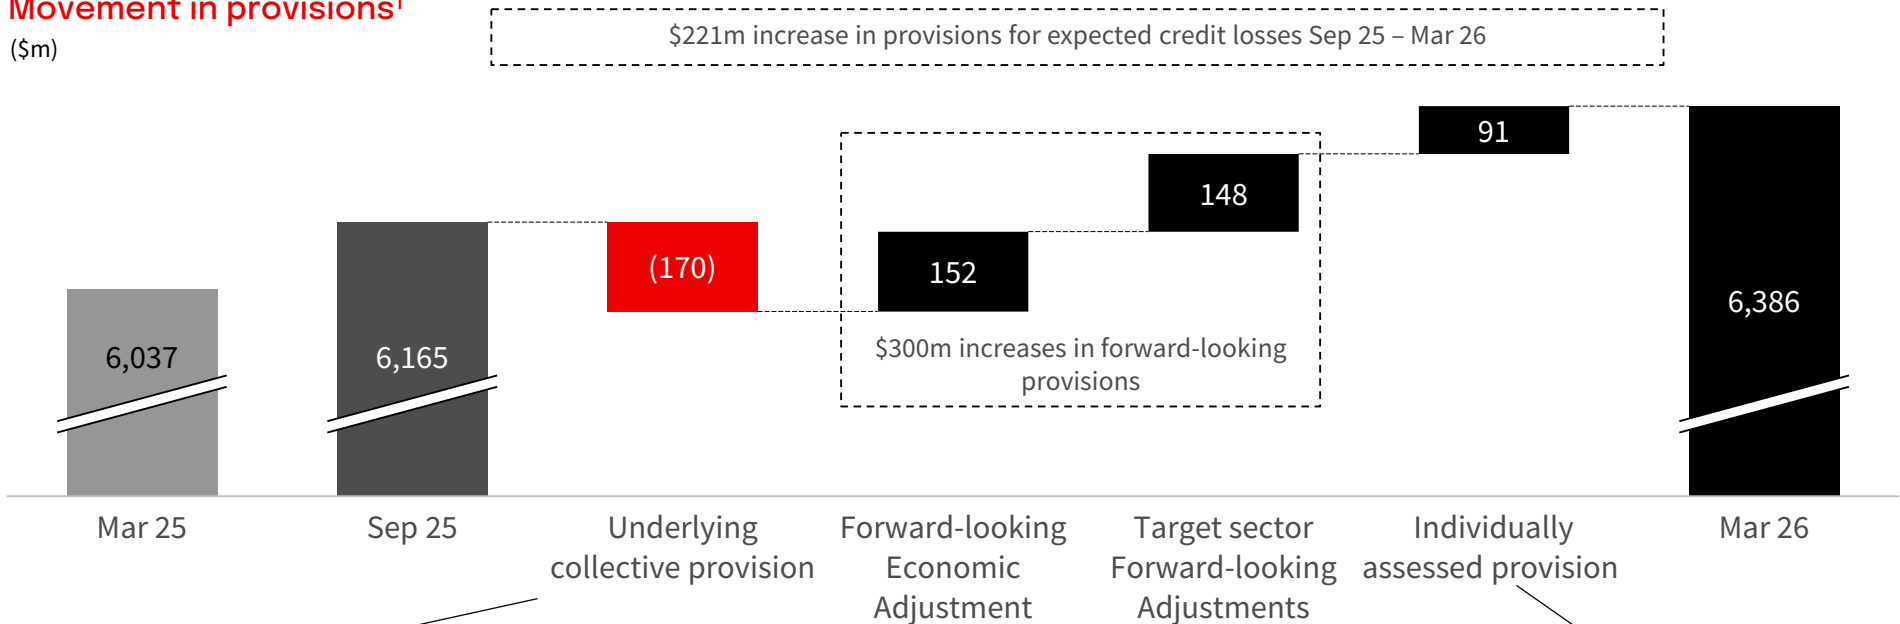 Movement in provisions¹
($m)
$221m increase in provisions for expected credit losses Sep 25 – Mar 26
91
148
(170)
152
6,386
6,037
6,165
$300m increases in forward-looking
provisions
Mar 25
Sep 25
Underlying
collective provision
Forward-looking
Economic
Adjustment
Target sector
Forward-looking
Adjustments
Individually
assessed provision
Mar 26